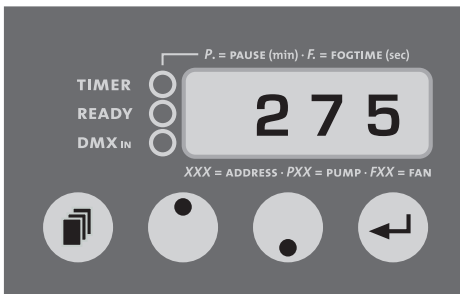 P. = PAUSE (min) · F. = FOGTIME (sec)
TIMER
READY
DMX IN
275
XXX = ADDRESS · PXX = PUMP · FXX = FAN